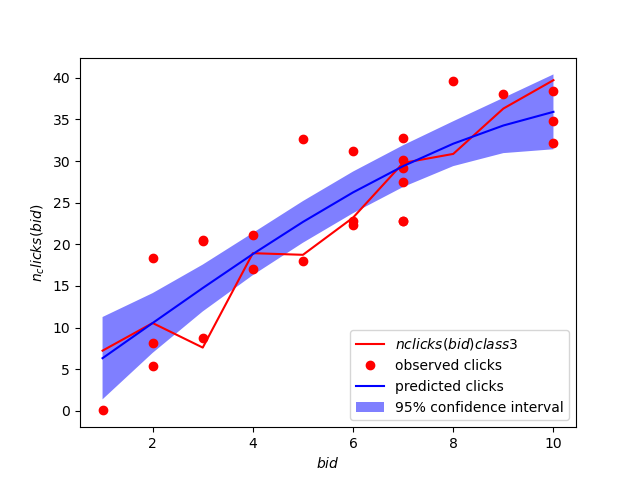 40
35
30
25
20
15
10
5
0
n_clicks(bid)
2
4
6
8
10
bid
nclicks(bid)class3
observed clicks
predicted clicks
95% confidence interval